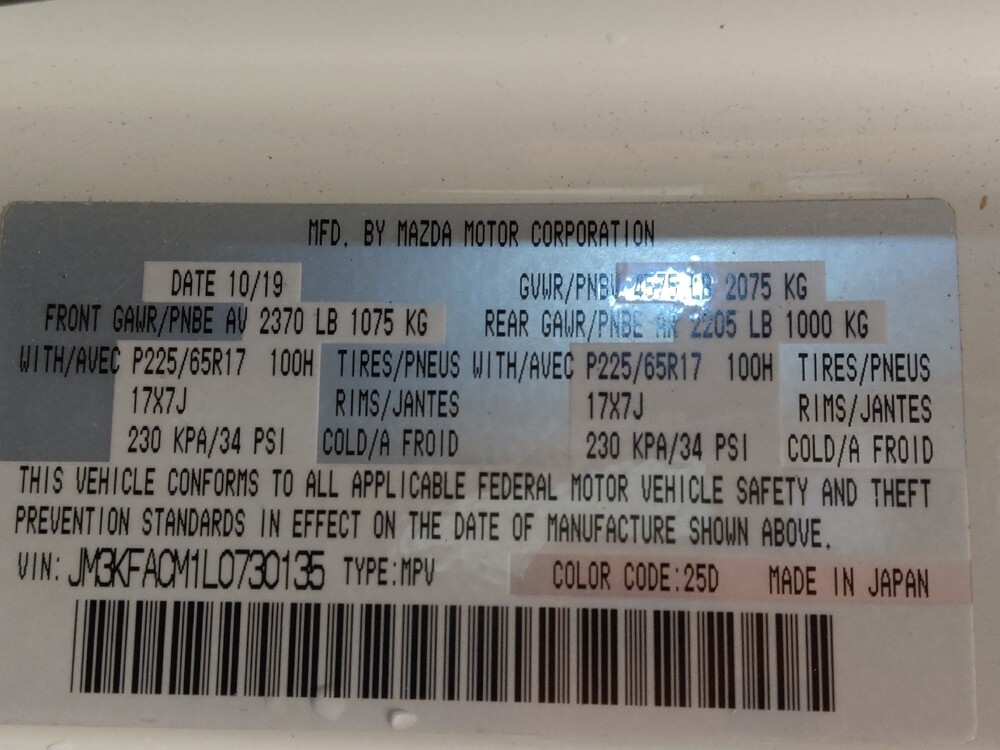 MFD. BY MAZDA MOTOR CORPORATION
DATE 10/19 GVWR/PNBV 4575 LB 2075 KG
FRONT GAWR/PNBE AV 2370 LB 1075 KG REAR GAWR/PNBE AR 2205 LB 1000 KG
WITH/AVEC P225/65R17 100H TIRES/PNEUS WITH/AVEC P225/65R17 100H TIRES/PNEUS
17X7J RIMS/JANTES 17X7J RIMS/JANTES
230 KPA/34 PSI COLD/A FROID 230 KPA/34 PSI COLD/A FROID
THIS VEHICLE CONFORMS TO ALL APPLICABLE FEDERAL MOTOR VEHICLE SAFETY AND THEFT
PREVENTION STANDARDS IN EFFECT ON THE DATE OF MANUFACTURE SHOWN ABOVE.
VIN: JM3KFACM1L0730135 TYPE:MPV COLOR CODE:25D MADE IN JAPAN